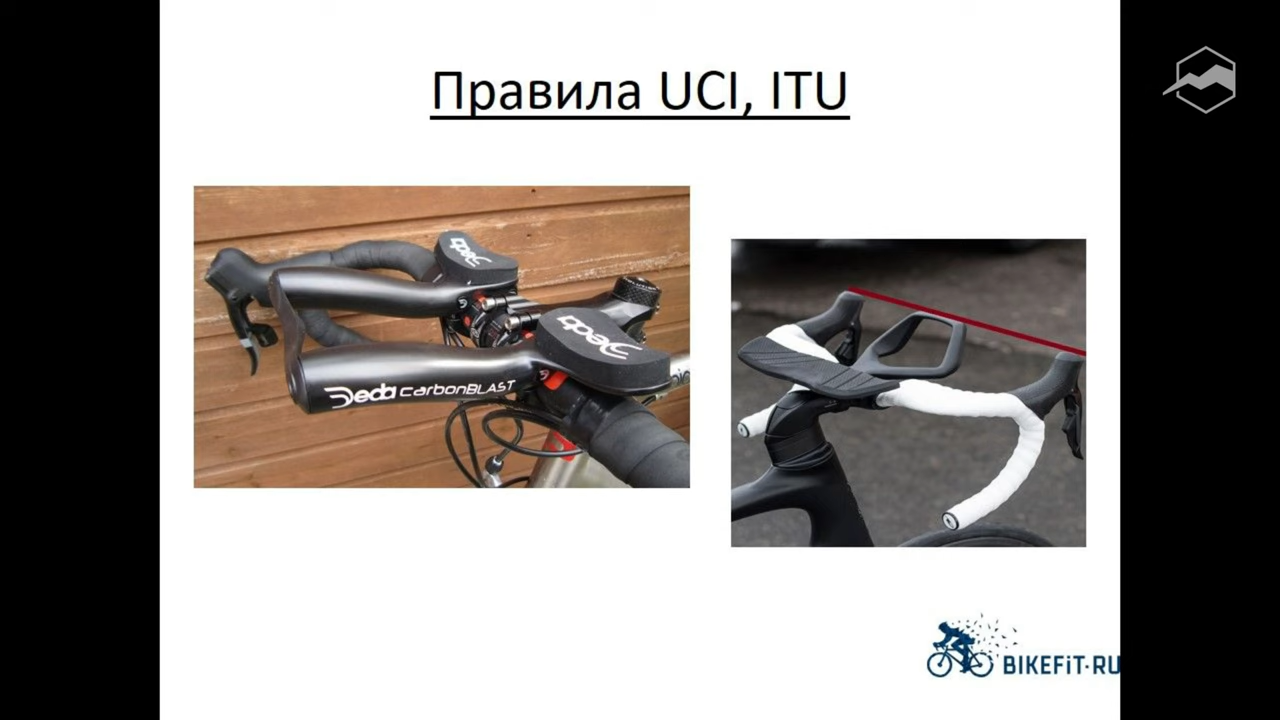 Правила UCI, ITU
Deda
Deda
Deda carbonBLAST
BIKEFIT·RU